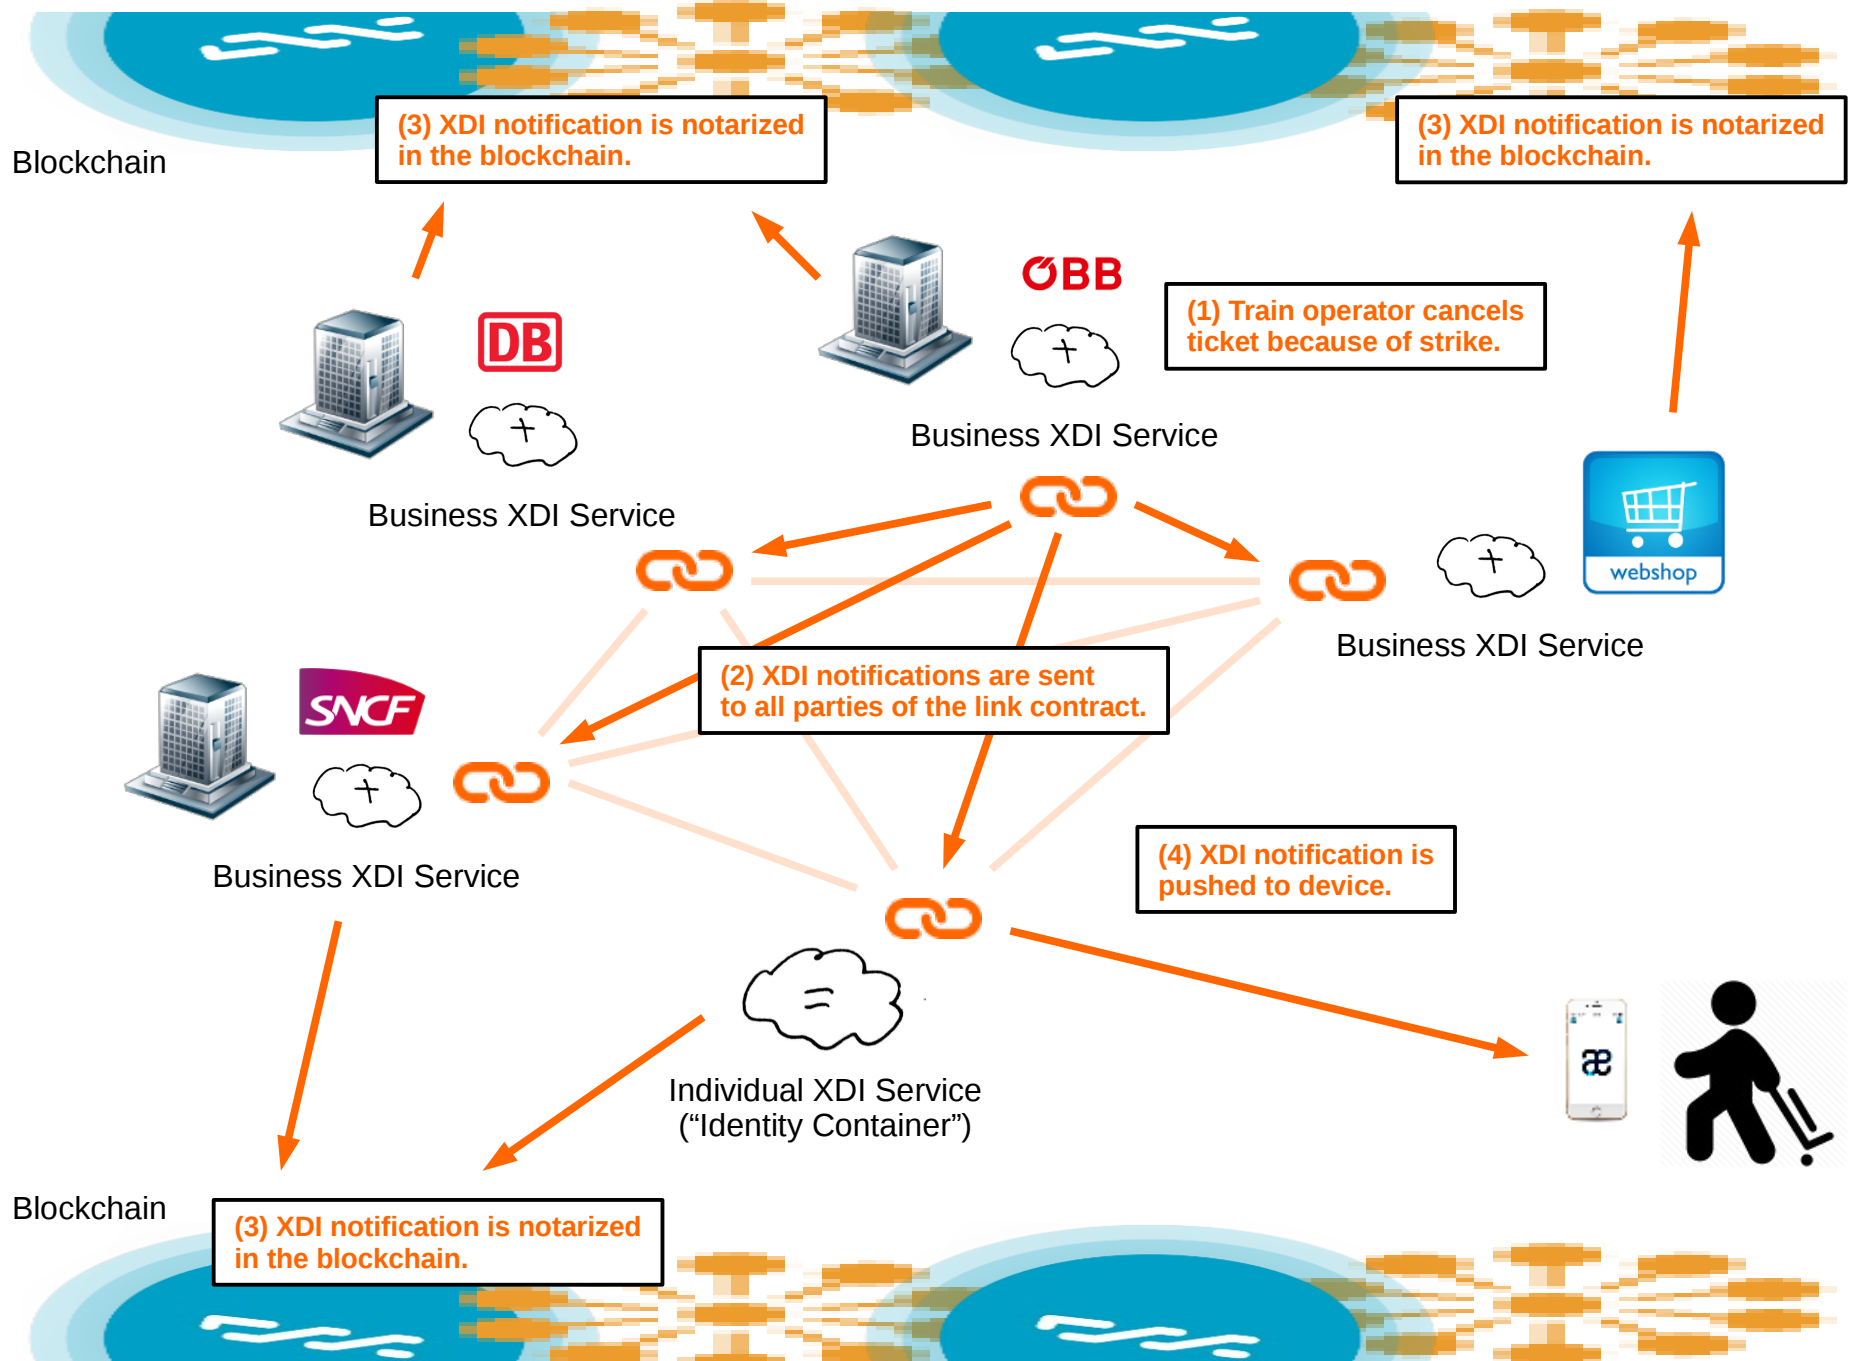 (3) XDI notification is notarized
in the blockchain.
(3) XDI notification is notarized
in the blockchain.
Blockchain
ÖBB
(1) Train operator cancels
ticket because of strike.
DB
Business XDI Service
Business XDI Service
webshop
Business XDI Service
(2) XDI notifications are sent
to all parties of the link contract.
SNCF
(4) XDI notification is
pushed to device.
Business XDI Service
æ
Individual XDI Service
(“Identity Container”)
Blockchain
(3) XDI notification is notarized
in the blockchain.